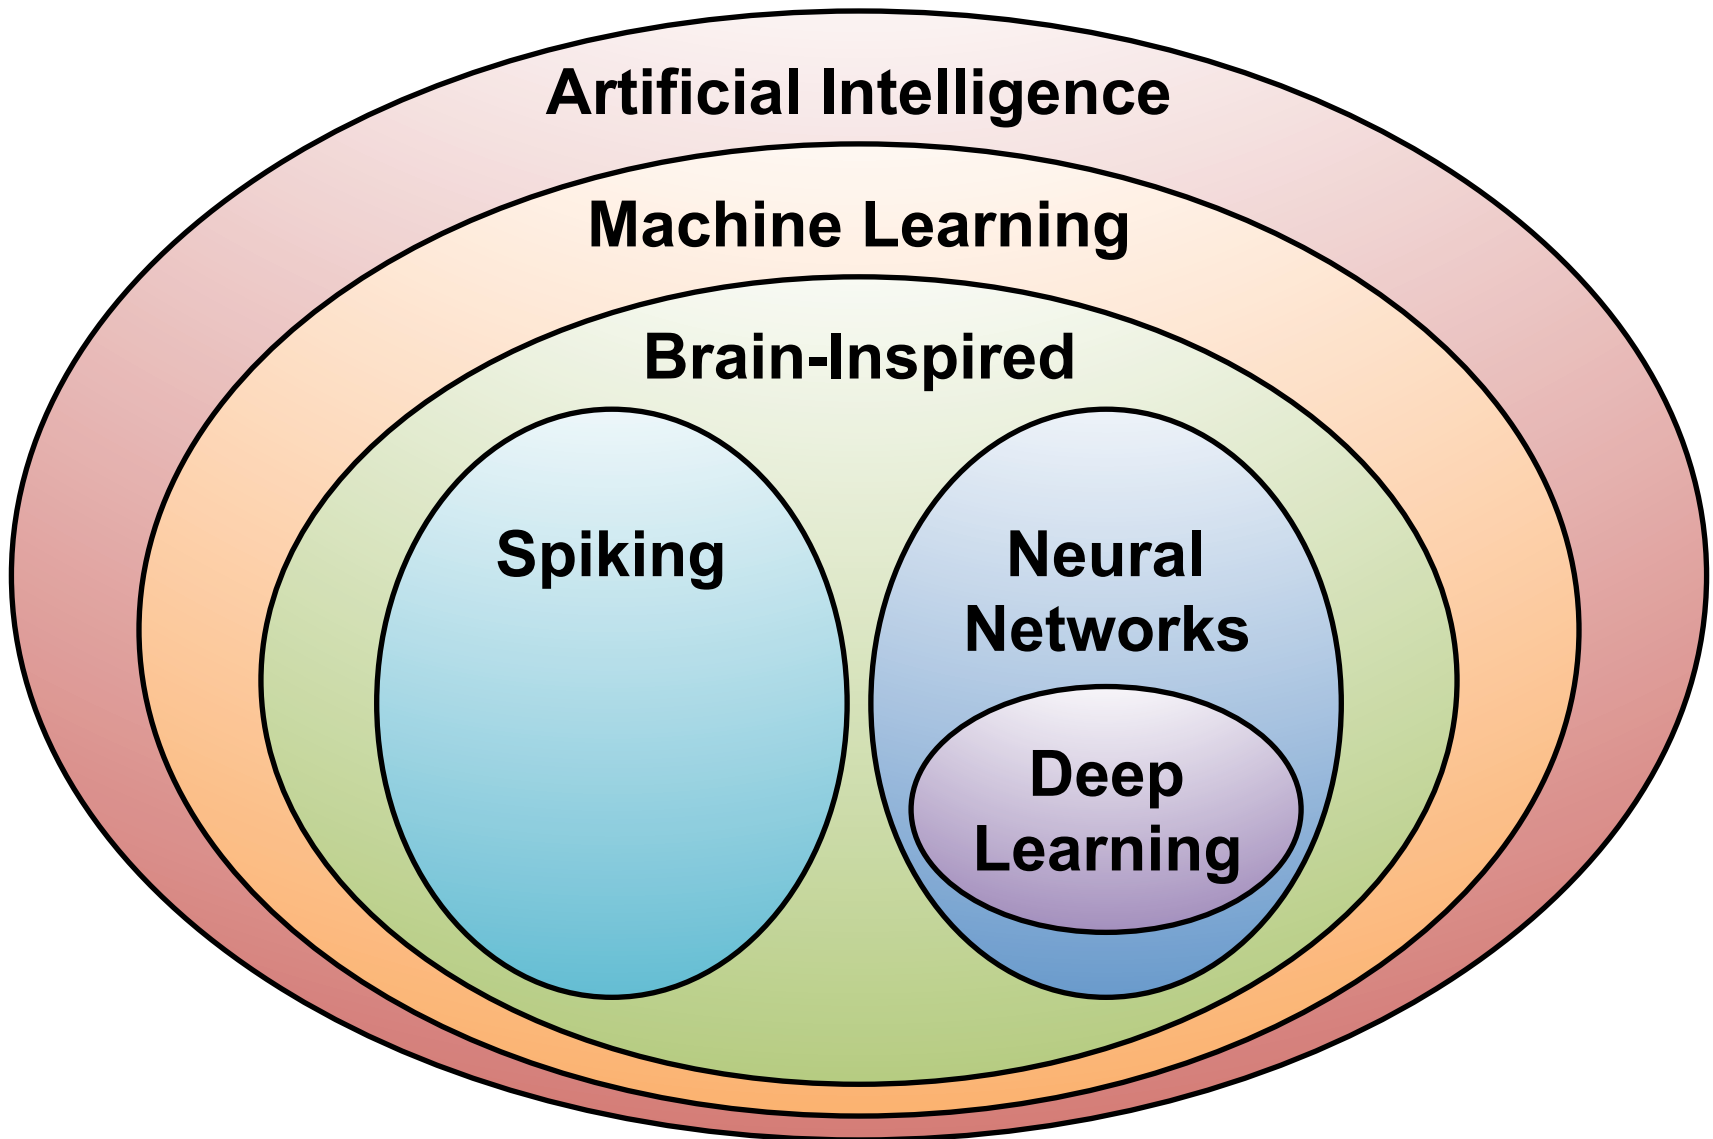 Artificial Intelligence
Machine Learning
Brain-Inspired
Spiking
Neural
Networks
Deep
Learning